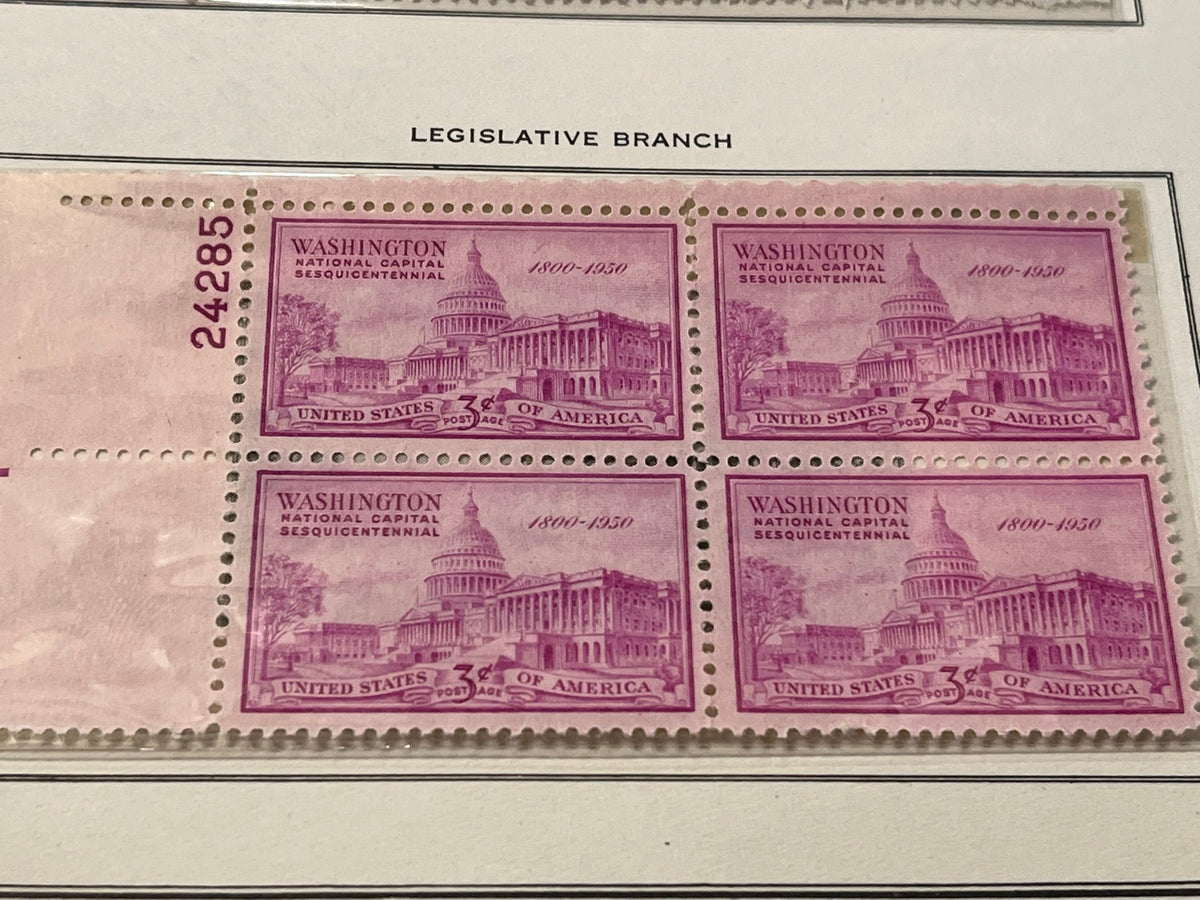 LEGISLATIVE BRANCH
24285
WASHINGTON
NATIONAL CAPITAL
SESQUICENTENNIAL
1800-1950
UNITED STATES 3¢ OF AMERICA
POSTAGE
WASHINGTON
NATIONAL CAPITAL
SESQUICENTENNIAL
1800-1950
UNITED STATES 3¢ OF AMERICA
POSTAGE
WASHINGTON
NATIONAL CAPITAL
SESQUICENTENNIAL
1800-1950
UNITED STATES 3¢ OF AMERICA
POSTAGE
WASHINGTON
NATIONAL CAPITAL
SESQUICENTENNIAL
1800-1950
UNITED STATES 3¢ OF AMERICA
POSTAGE